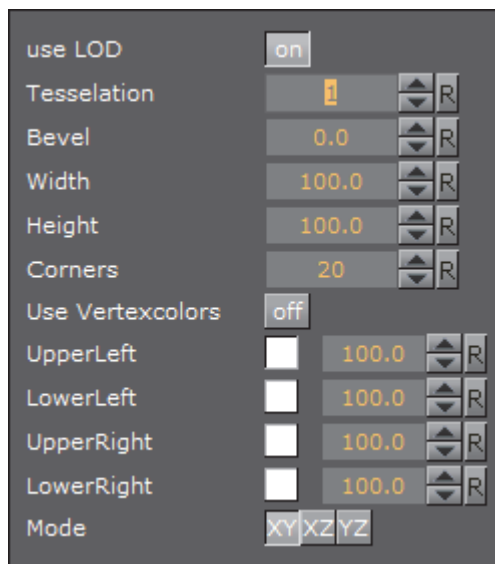 use LOD on
Tesselation 1 R
Bevel 0.0 R
Width 100.0 R
Height 100.0 R
Corners 20 R
Use Vertexcolors off
UpperLeft 100.0 R
LowerLeft 100.0 R
UpperRight 100.0 R
LowerRight 100.0 R
Mode XY XZ YZ